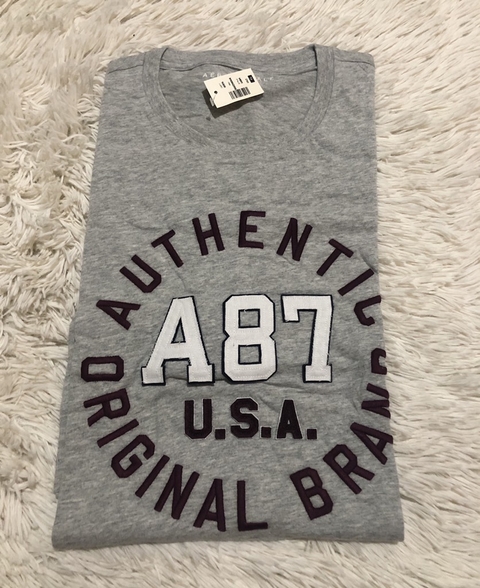 AUTHENTIC
A87
U.S.A.
ORIGINAL BRAND